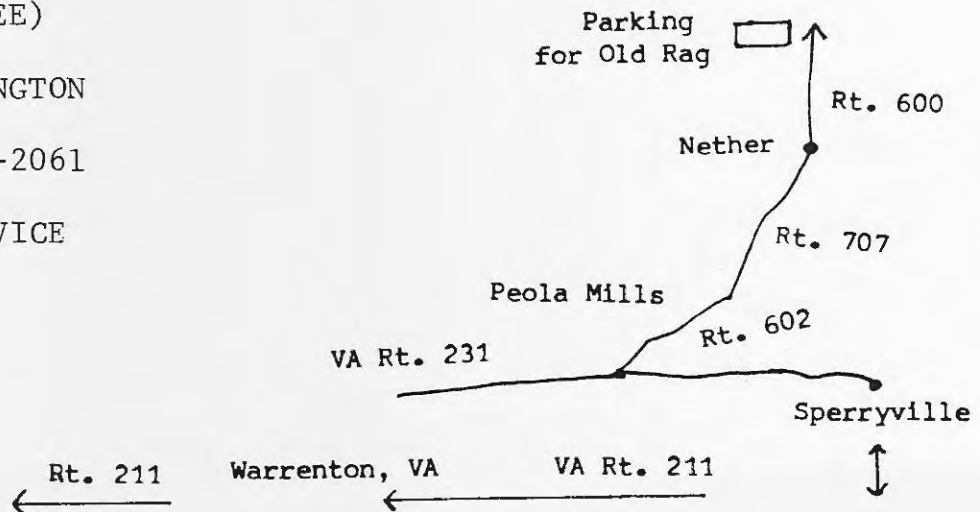 EE)
NGTON
-2061
VICE
Parking
for Old Rag
Rt. 600
Nether
Rt. 707
Peola Mills
Rt. 602
VA Rt. 231
Sperryville
Rt. 211
Warrenton, VA
VA Rt. 211